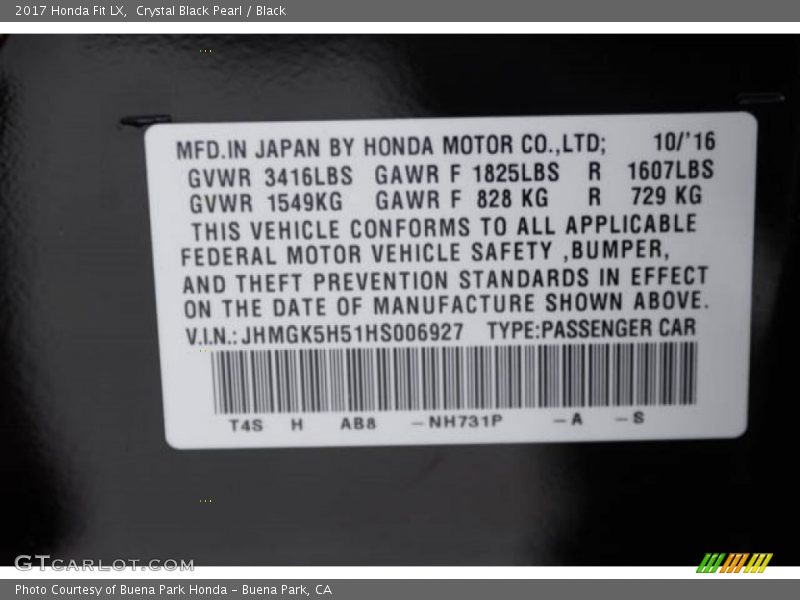 2017 Honda Fit LX, Crystal Black Pearl / Black
MFD.IN JAPAN BY HONDA MOTOR CO.,LTD; 10/'16
GVWR 3416LBS GAWR F 1825LBS R 1607LBS
GVWR 1549KG GAWR F 828 KG R 729 KG
THIS VEHICLE CONFORMS TO ALL APPLICABLE
FEDERAL MOTOR VEHICLE SAFETY ,BUMPER,
AND THEFT PREVENTION STANDARDS IN EFFECT
ON THE DATE OF MANUFACTURE SHOWN ABOVE.
V.I.N.:JHMGK5H51HS006927 TYPE:PASSENGER CAR
T4S H AB8 -NH731P -A -S
GTCARLOT.COM
Photo Courtesy of Buena Park Honda - Buena Park, CA